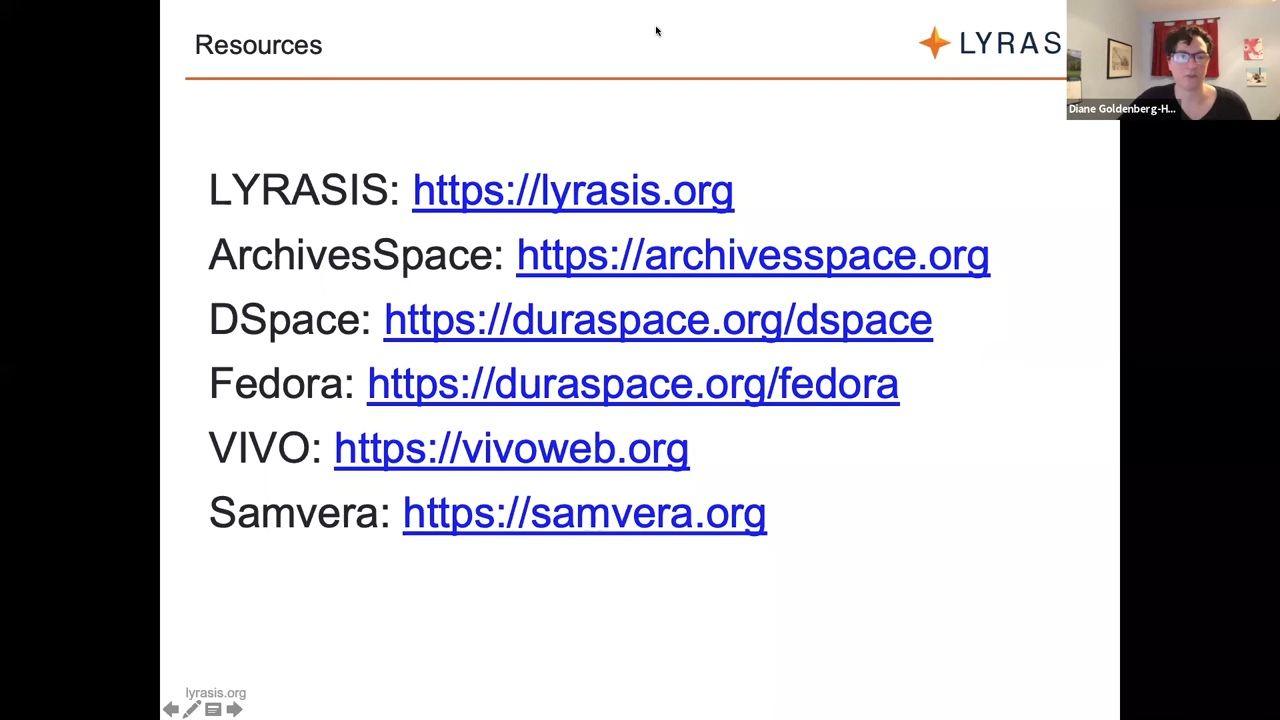 Resources
LYRAS
Diane Goldenberg-H...
LYRASIS: https://lyrasis.org
ArchivesSpace: https://archivesspace.org
DSpace: https://duraspace.org/dspace
Fedora: https://duraspace.org/fedora
VIVO: https://vivoweb.org
Samvera: https://samvera.org
lyrasis.org